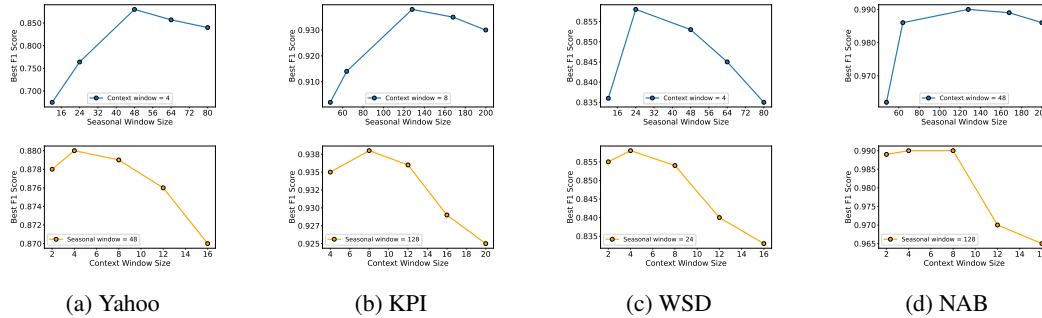 Best F1 Score
0.850
0.800
0.750
0.700
Context window = 4
16 24 32 40 48 56 64 72 80
Seasonal Window Size
Best F1 Score
0.930
0.920
0.910
Context window = 8
60 80 100 120 140 160 180 200
Seasonal Window Size
Best F1 Score
0.855
0.850
0.845
0.840
0.835
Context window = 4
16 24 32 40 48 56 64 72 80
Seasonal Window Size
Best F1 Score
0.990
0.980
0.970
Context window = 48
60 80 100 120 140 160 180
Seasonal Window Size
Best F1 Score
0.880
0.878
0.876
0.874
0.872
0.870
Seasonal window = 48
2 4 6 8 10 12 14 16
Context Window Size
Best F1 Score
0.938
0.935
0.932
0.930
0.927
0.925
Seasonal window = 128
4 6 8 10 12 14 16 18 20
Context Window Size
Best F1 Score
0.855
0.850
0.845
0.840
0.835
Seasonal window = 24
2 4 6 8 10 12 14 16
Context Window Size
Best F1 Score
0.990
0.985
0.980
0.975
0.970
0.965
Seasonal window = 128
2 4 6 8 10 12 14
Context Window Size
(a) Yahoo
(b) KPI
(c) WSD
(d) NAB